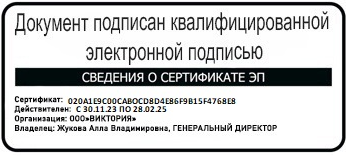 Документ подписан квалифицированной
электронной подписью
СВЕДЕНИЯ О СЕРТИФИКАТЕ ЭП
Сертификат: 020A1E9C00CAB0CD8D4E86F9B15F4768E8
Действителен: С 30.11.23 ПО 28.02.25
Организация: ООО«ВИКТОРИЯ»
Владелец: Жукова Алла Владимировна, ГЕНЕРАЛЬНЫЙ ДИРЕКТОР